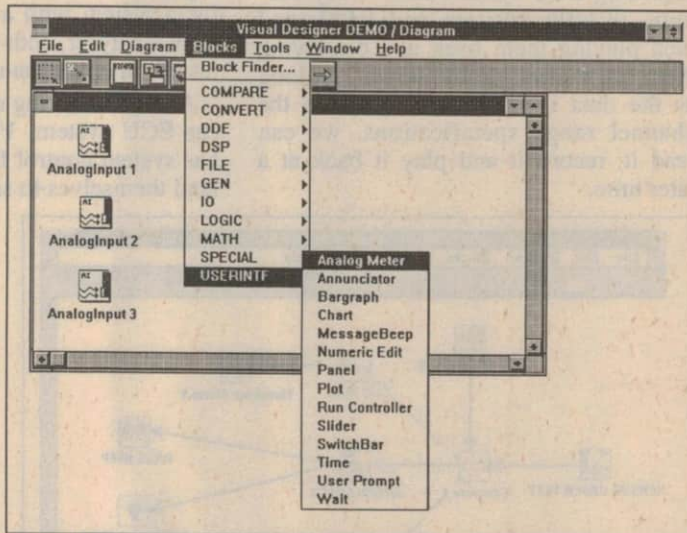 Visual Designer DEMO / Diagram
File Edit Diagram Blocks Tools Window Help
Block Finder...
COMPARE
CONVERT
DDE
DSP
FILE
GEN
IO
LOGIC
MATH
SPECIAL
USERINTF
Analog Meter
Annunciator
Bargraph
Chart
MessageBeep
Numeric Edit
Panel
Plot
Run Controller
Slider
SwitchBar
Time
User Prompt
Wait
AI
AnalogInput 1
AI
AnalogInput 2
AI
AnalogInput 3